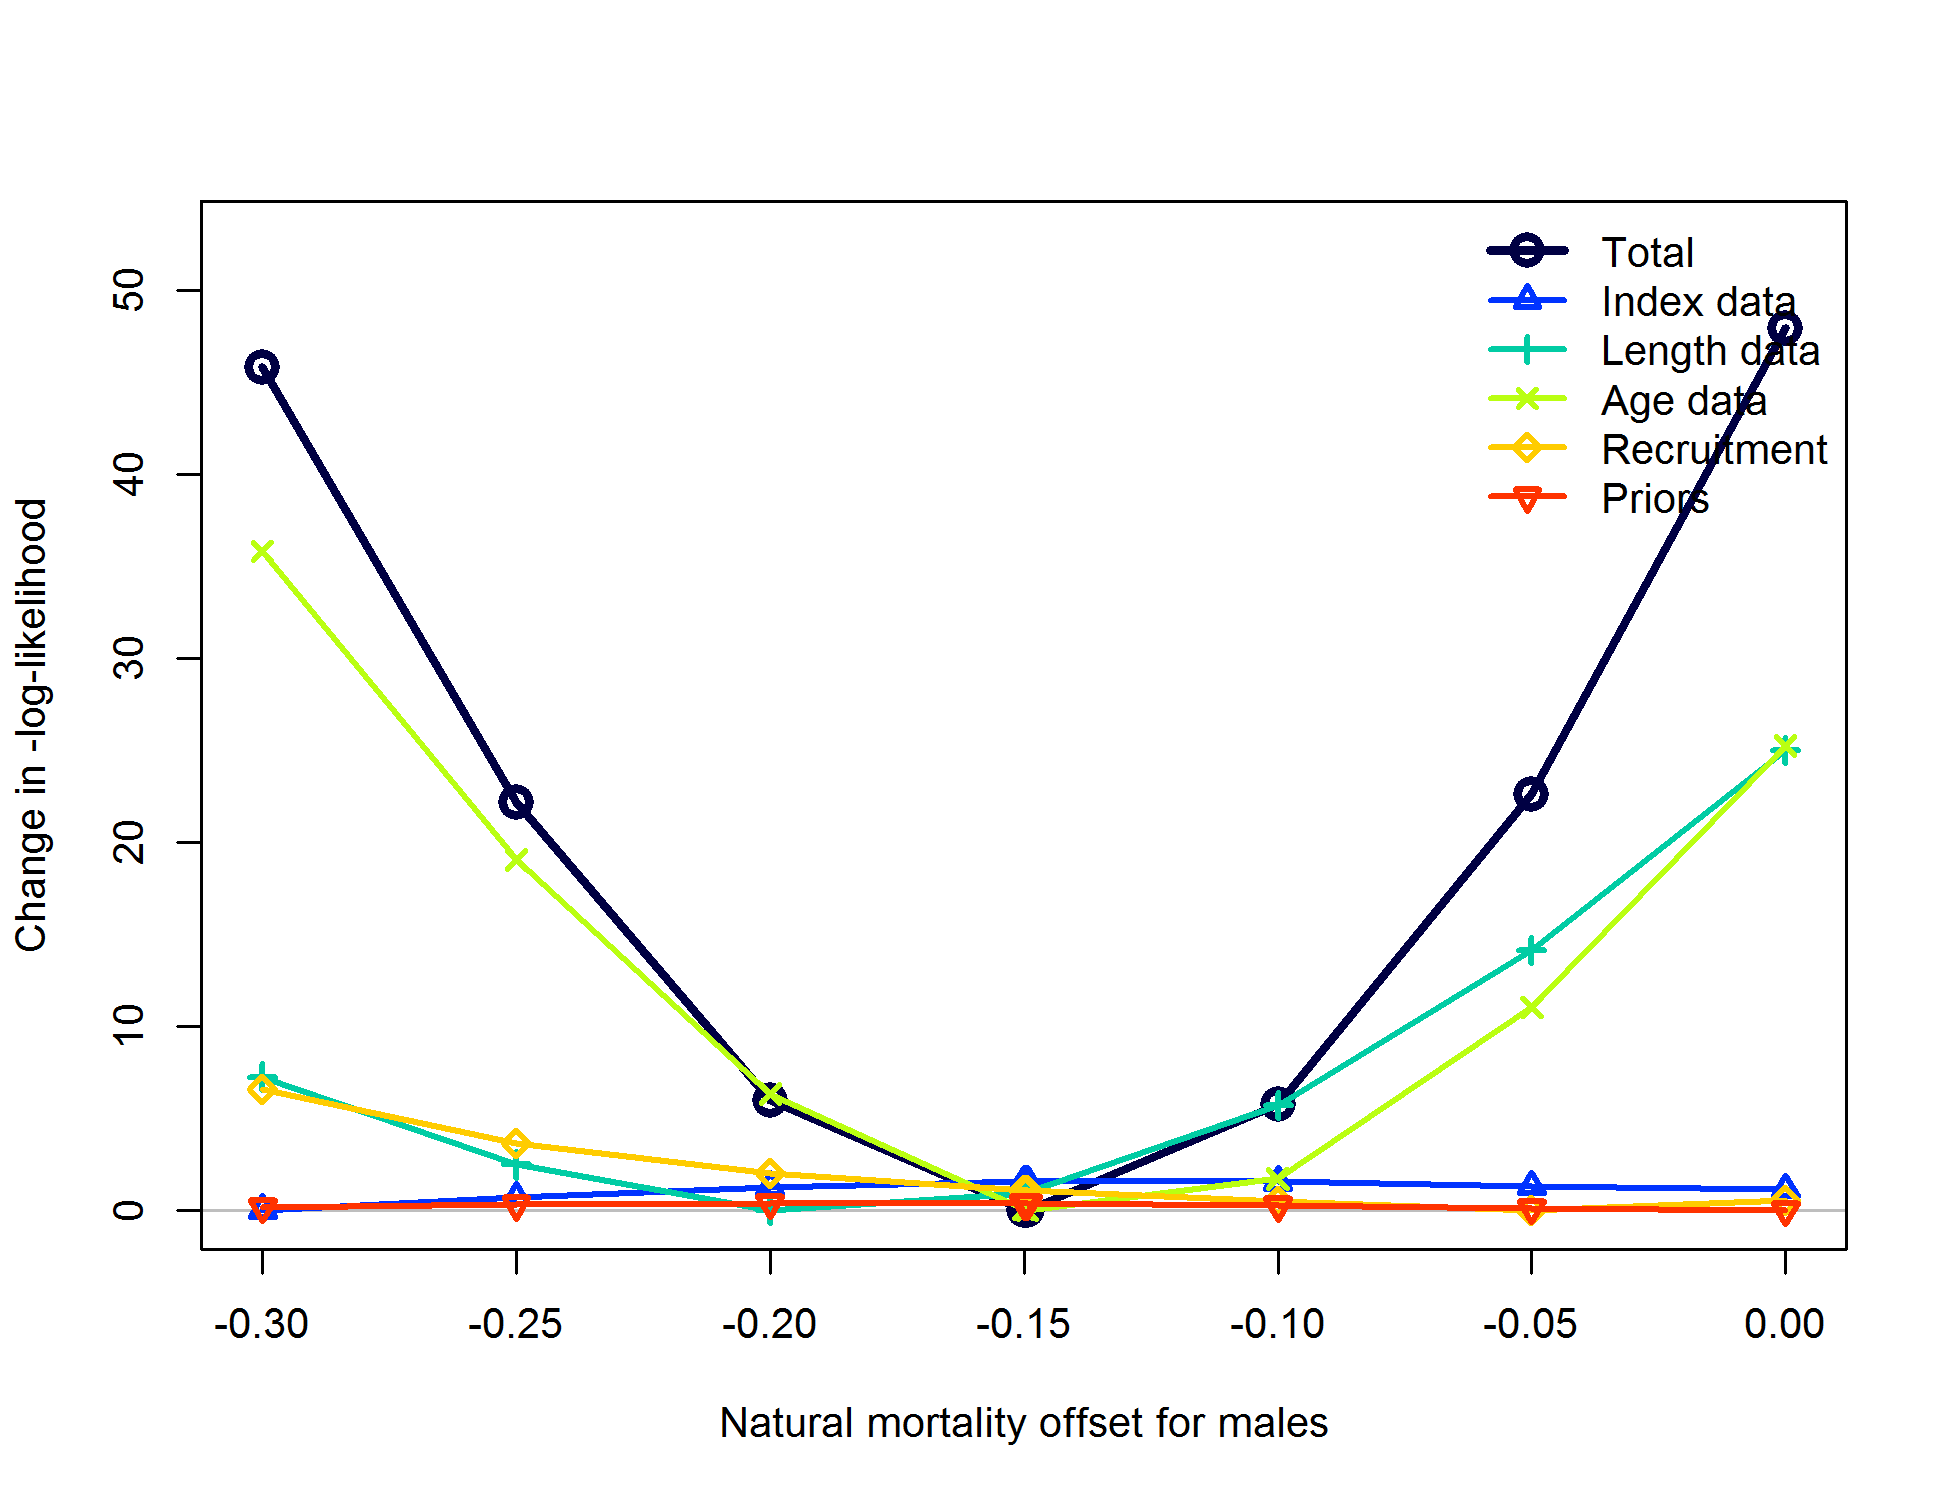 Total
Index data
Length data
Age data
Recruitment
Priors
50
40
30
20
10
0
Change in -log-likelihood
-0.30 -0.25 -0.20 -0.15 -0.10 -0.05 0.00
Natural mortality offset for males